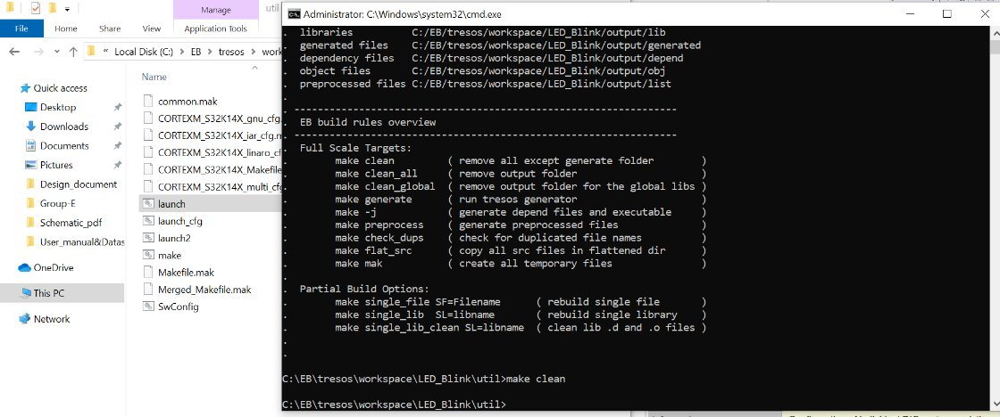 Manage
util
File
Home
Share
View
Application Tools
« Local Disk (C:) > EB > tresos >
Name
Quick access
Desktop
Downloads
Documents
Pictures
Design_document
Group-E
Schematic_pdf
User_manual&Datas
OneDrive
This PC
Network
common.mak
CORTEXM_S32K14X_gnu_cfg.
CORTEXM_S32K14X_iar_cfg.m
CORTEXM_S32K14X_linaro_cf
CORTEXM_S32K14X_Makefile
CORTEXM_S32K14X_multi_cfg
launch
launch_cfg
launch2
make
Makefile.mak
Merged_Makefile.mak
SwConfig
Administrator: C:\Windows\system32\cmd.exe
. libraries C:/EB/tresos/workspace/LED_Blink/output/lib
. generated files C:/EB/tresos/workspace/LED_Blink/output/generated
. dependency files C:/EB/tresos/workspace/LED_Blink/output/depend
. object files C:/EB/tresos/workspace/LED_Blink/output/obj
. preprocessed files C:/EB/tresos/workspace/LED_Blink/output/list
.
. ----------------------------------------------------------------
. EB build rules overview
. ----------------------------------------------------------------
. Full Scale Targets:
. make clean ( remove all except generate folder )
. make clean_all ( remove output folder )
. make clean_global ( remove output folder for the global libs )
. make generate ( run tresos generator )
. make -j ( generate depend files and executable )
. make preprocess ( generate preprocessed files )
. make check_dups ( check for duplicated file names )
. make flat_src ( copy all src files in flattened dir )
. make mak ( create all temporary files )
.
. Partial Build Options:
. make single_file SF=Filename ( rebuild single file )
. make single_lib SL=libname ( rebuild single library )
. make single_lib_clean SL=libname ( clean lib .d and .o files )
.
.
C:\EB\tresos\workspace\LED_Blink\util>make clean
C:\EB\tresos\workspace\LED_Blink\util>